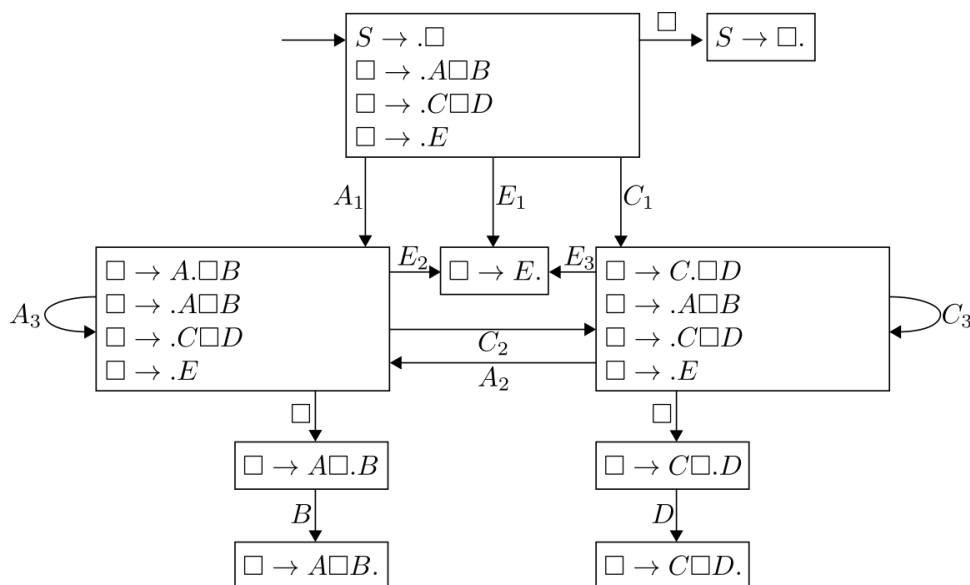 S → .□
□ → .A□B
□ → .C□D
□ → .E
□
S → □.
A₁
E₁
C₁
□ → A.□B
□ → .A□B
□ → .C□D
□ → .E
A₃
E₂
□ → E.
E₃
□ → C.□D
□ → .A□B
□ → .C□D
□ → .E
C₃
C₂
A₂
□
□
□ → A□.B
□ → C□.D
B
D
□ → A□B.
□ → C□D.